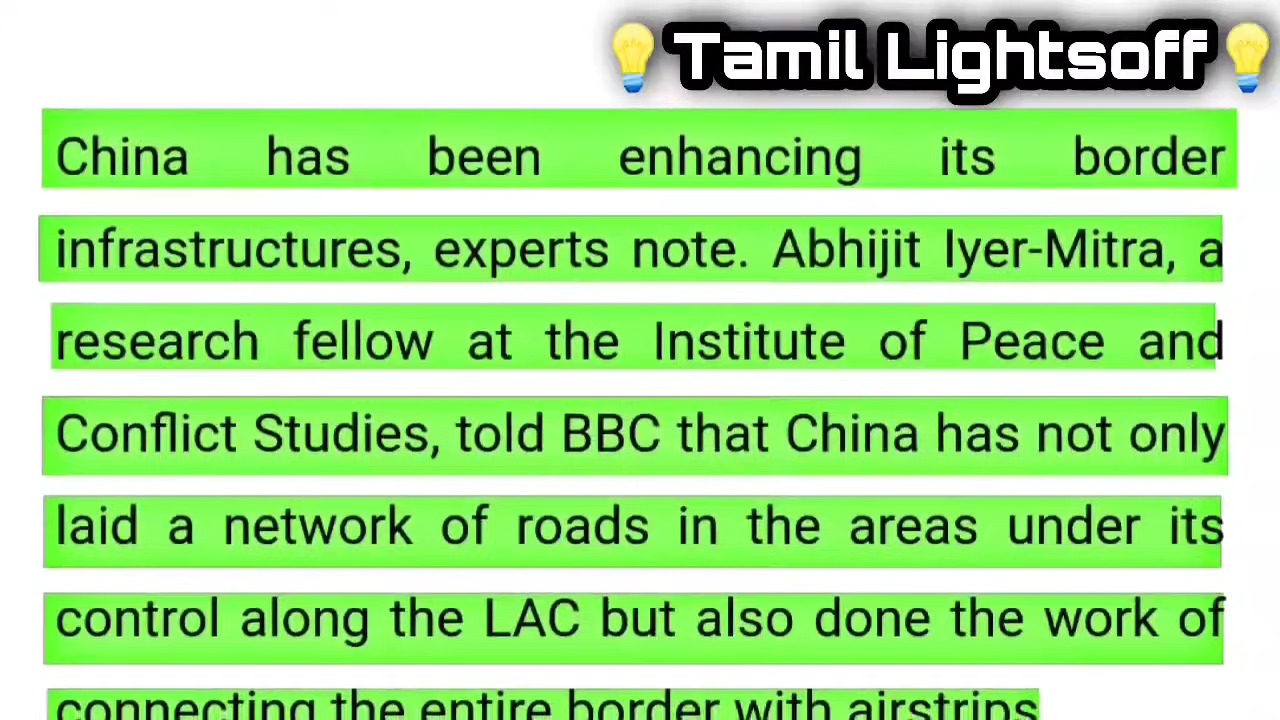 Tamil Lightsoff
China has been enhancing its border
infrastructures, experts note. Abhijit Iyer-Mitra, a
research fellow at the Institute of Peace and
Conflict Studies, told BBC that China has not only
laid a network of roads in the areas under its
control along the LAC but also done the work of
connecting the entire border with airstrips